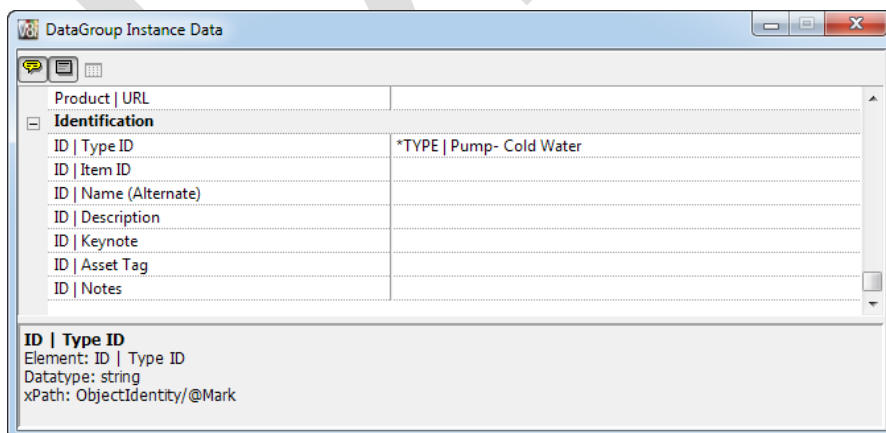 V8i DataGroup Instance Data
Product | URL
Identification
ID | Type ID *TYPE | Pump- Cold Water
ID | Item ID
ID | Name (Alternate)
ID | Description
ID | Keynote
ID | Asset Tag
ID | Notes
ID | Type ID
Element: ID | Type ID
Datatype: string
xPath: ObjectIdentity/@Mark